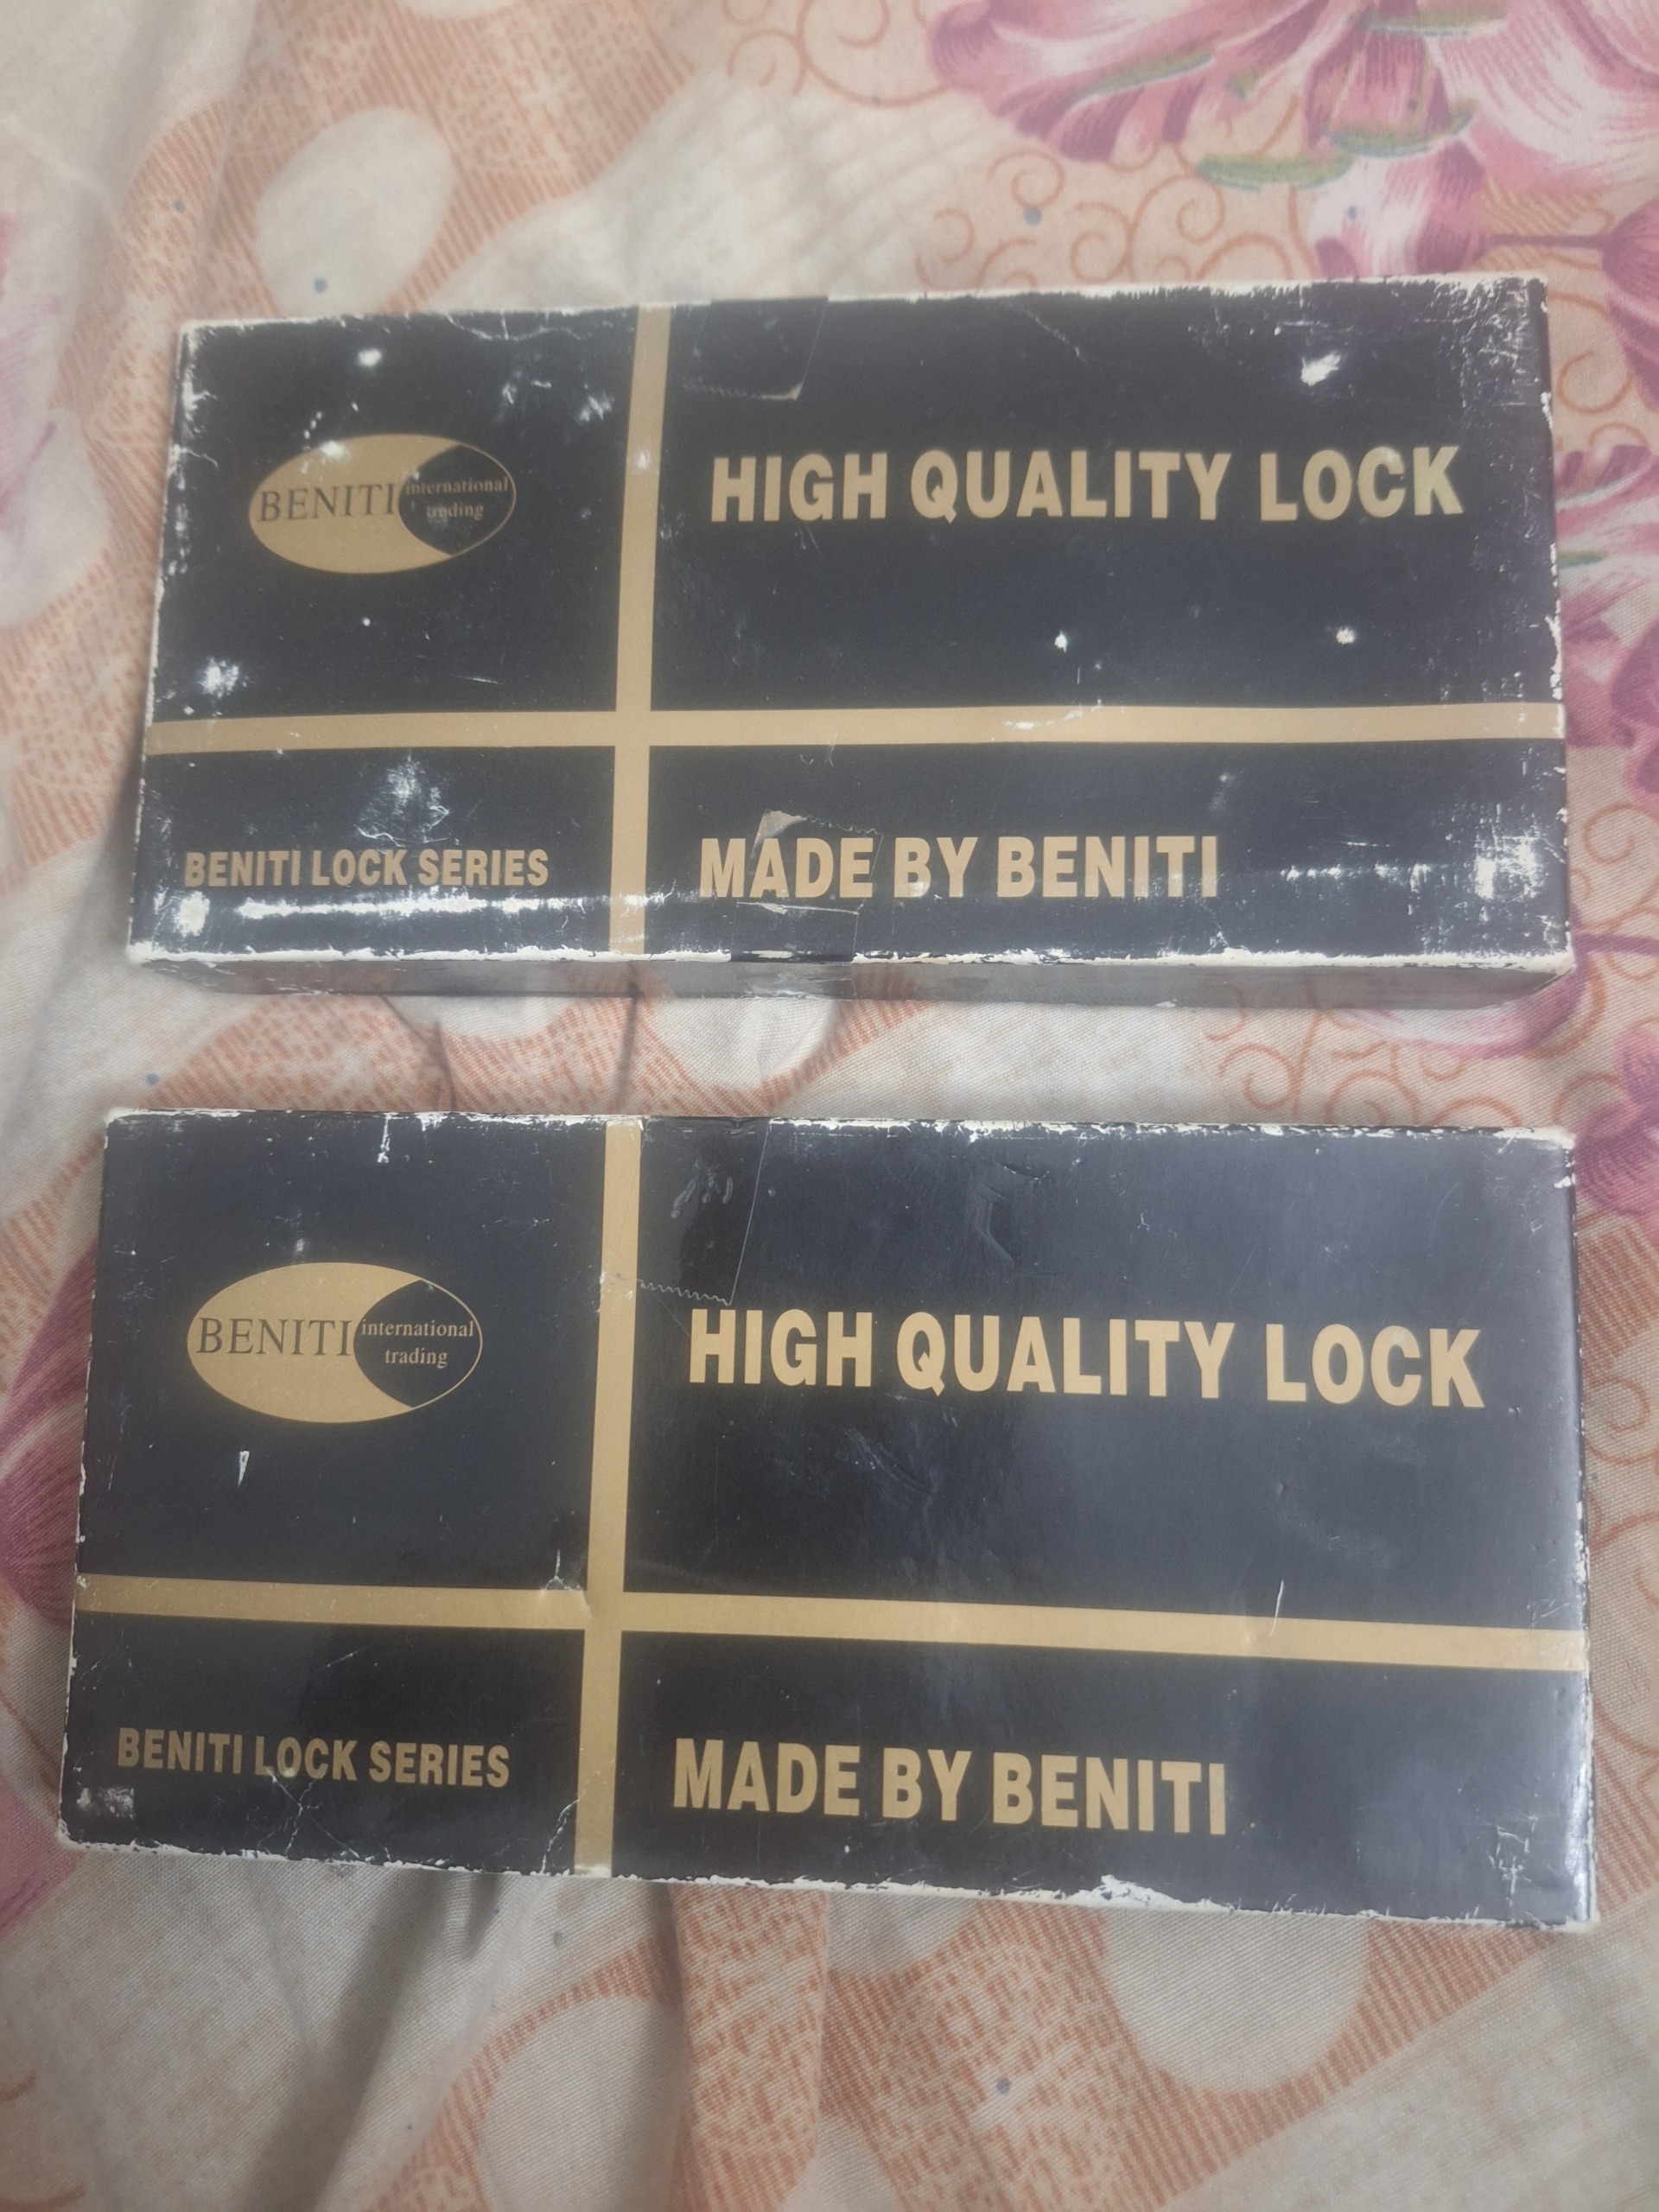 BENITI international
trading
HIGH QUALITY LOCK
BENITI LOCK SERIES
MADE BY BENITI
BENITI international
trading
HIGH QUALITY LOCK
BENITI LOCK SERIES
MADE BY BENITI